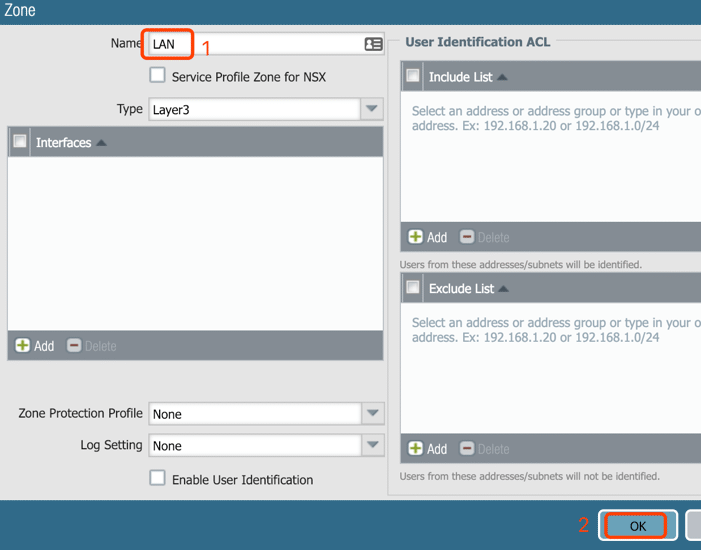 Zone
Name LAN 1
Service Profile Zone for NSX
Type Layer3
Interfaces
Add Delete
Zone Protection Profile None
Log Setting None
Enable User Identification
User Identification ACL
Include List
Select an address or address group or type in your
address. Ex: 192.168.1.20 or 192.168.1.0/24
Add Delete
Users from these addresses/subnets will be identified.
Exclude List
Select an address or address group or type in your
address. Ex: 192.168.1.20 or 192.168.1.0/24
Add Delete
Users from these addresses/subnets will not be identified.
2 OK